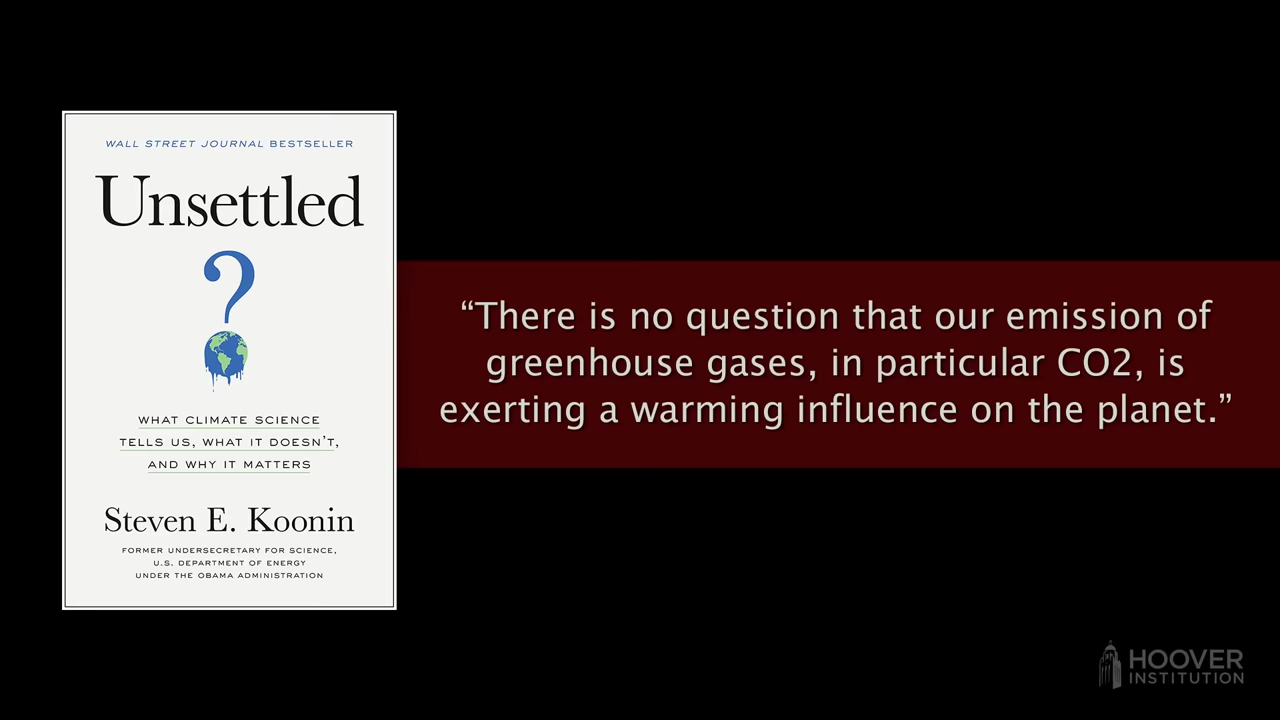 WALL STREET JOURNAL BESTSELLER
Unsettled
?
WHAT CLIMATE SCIENCE
TELLS US, WHAT IT DOESN'T,
AND WHY IT MATTERS
Steven E. Koonin
FORMER UNDERSECRETARY FOR SCIENCE,
U.S. DEPARTMENT OF ENERGY
UNDER THE OBAMA ADMINISTRATION
“There is no question that our emission of
greenhouse gases, in particular CO2, is
exerting a warming influence on the planet.”
HOOVER
INSTITUTION